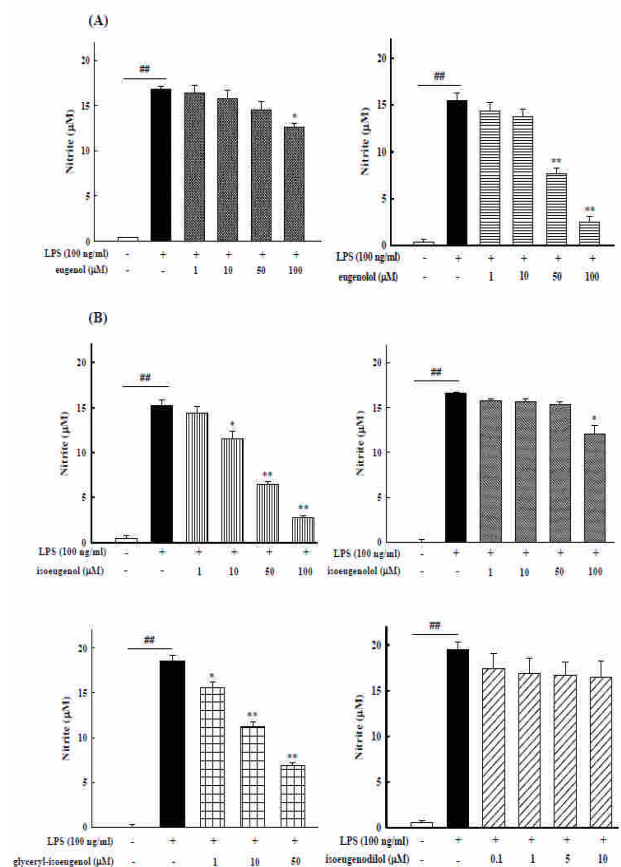 (A)
20
15
10
5
0
Nitrite (µM)
##
*
LPS (100 ng/ml) - + + + + +
eugenol (µM) - - 1 10 50 100
20
15
10
5
0
Nitrite (µM)
##
**
**
LPS (100 ng/ml) - + + + + +
eugenolol (µM) - - 1 10 50 100
(B)
20
15
10
5
0
Nitrite (µM)
##
*
**
**
LPS (100 ng/ml) - + + + + +
isoeugenol (µM) - - 1 10 50 100
20
15
10
5
0
Nitrite (µM)
##
*
LPS (100 ng/ml) - + + + + +
isoeugenolol (µM) - - 1 10 50 100
20
15
10
5
0
Nitrite (µM)
##
*
**
**
LPS (100 ng/ml) - + + + +
glyceryl-isoeugenol (µM) - - 1 10 50
20
15
10
5
0
Nitrite (µM)
##
LPS (100 ng/ml) - + + + + +
isoeugenodilol (µM) - - 0.1 1 5 10